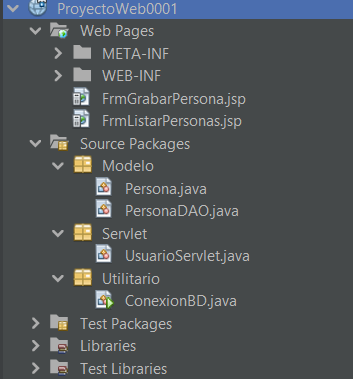 ProyectoWeb0001
Web Pages
META-INF
WEB-INF
FrmGrabarPersona.jsp
FrmListarPersonas.jsp
Source Packages
Modelo
Persona.java
PersonaDAO.java
Servlet
UsuarioServlet.java
Utilitario
ConexionBD.java
Test Packages
Libraries
Test Libraries